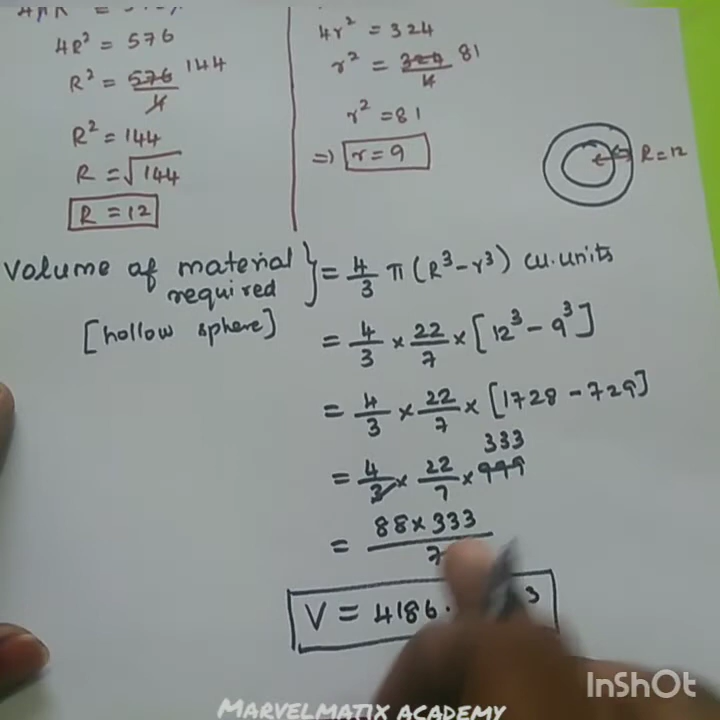 4R² = 576
R² = 576/4 144
R² = 144
R = √144
R = 12
4r² = 324
r² = 324/4 81
r² = 81
⇒) r = 9
R = 12
Volume of material required } = 4/3 π (R³ - r³) cu.units
[hollow sphere]
= 4/3 × 22/7 × [12³ - 9³]
= 4/3 × 22/7 × [1728 - 729]
= 4/3 × 22/7 × 999 333
= 88 × 333 / 7
V = 4186. 3
InShOt
MARVELMATIX ACADEMY